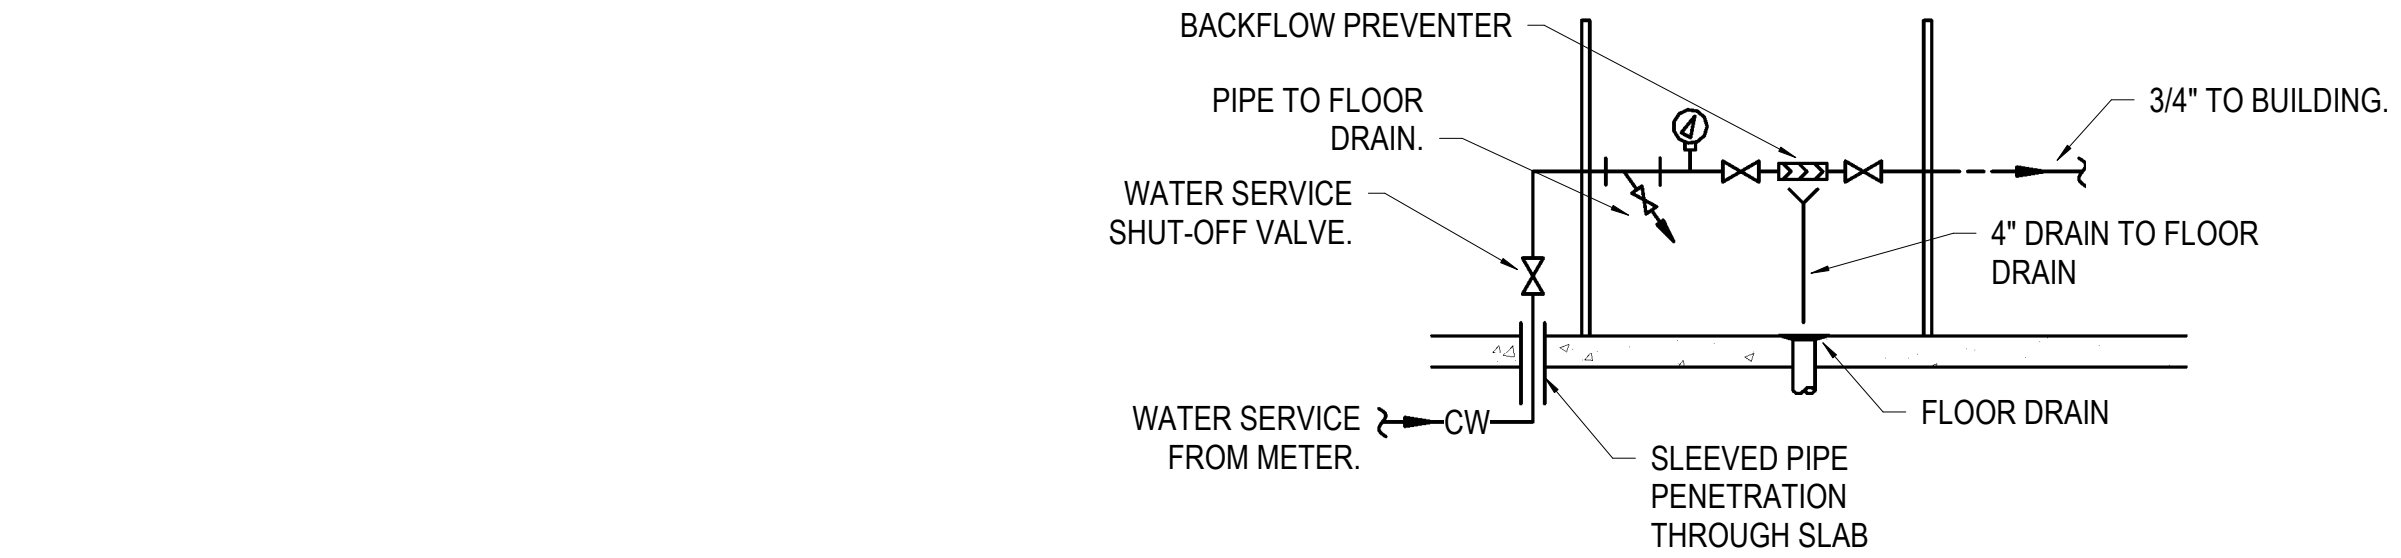 BACKFLOW PREVENTER
PIPE TO FLOOR
DRAIN.
3/4" TO BUILDING.
WATER SERVICE
SHUT-OFF VALVE.
4" DRAIN TO FLOOR
DRAIN
WATER SERVICE
FROM METER.
CW
FLOOR DRAIN
SLEEVED PIPE
PENETRATION
THROUGH SLAB